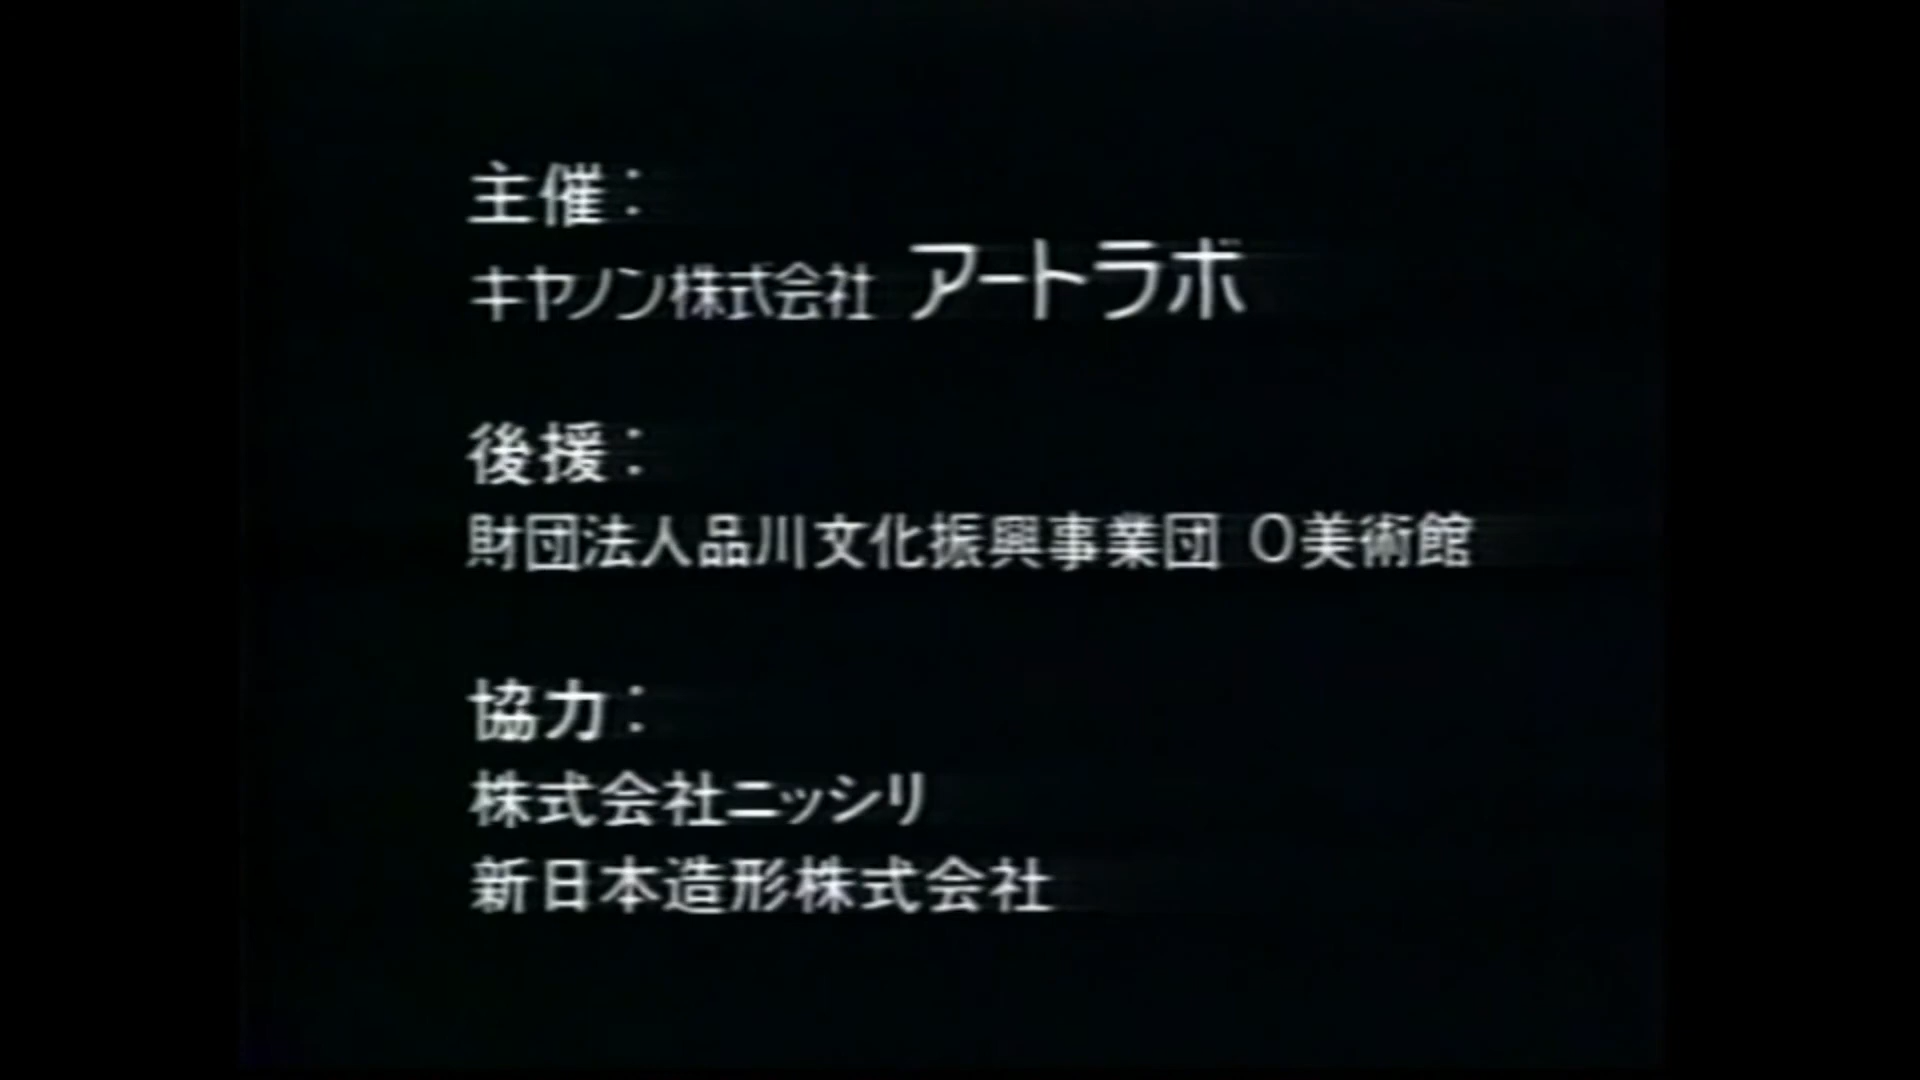 主催：
キヤノン株式会社 アートラボ
後援：
財団法人品川文化振興事業団 O美術館
協力：
株式会社ニッシリ
新日本造形株式会社